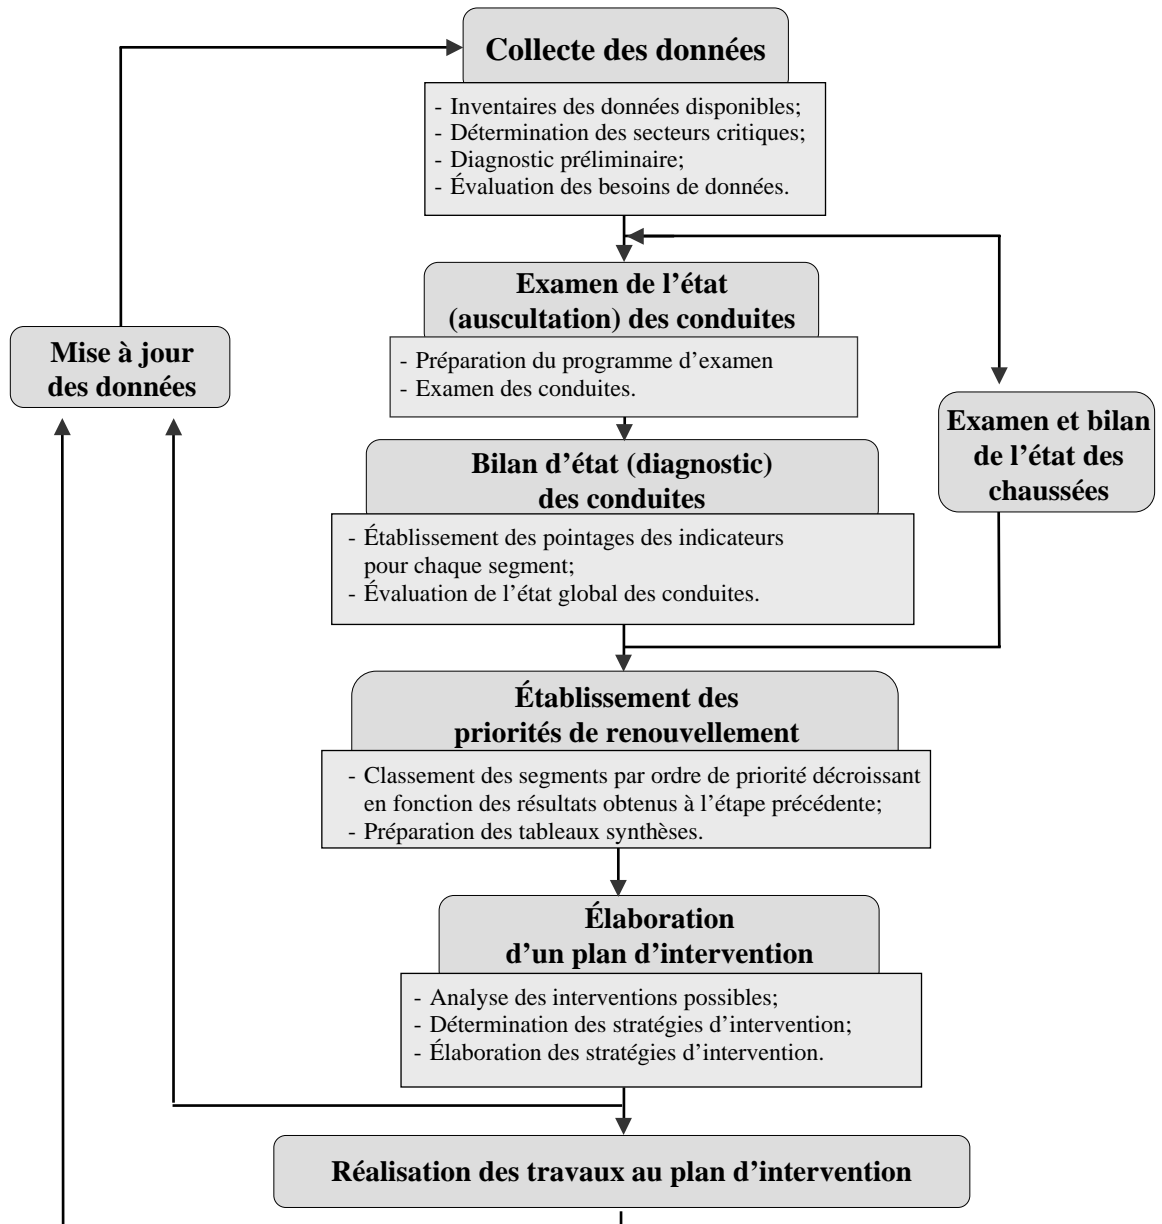 Collecte des données
- Inventaires des données disponibles;
- Détermination des secteurs critiques;
- Diagnostic préliminaire;
- Évaluation des besoins de données.
Examen de l’état
(auscultation) des conduites
- Préparation du programme d’examen
- Examen des conduites.
Mise à jour
des données
Examen et bilan
de l’état des
chaussées
Bilan d’état (diagnostic)
des conduites
- Établissement des pointages des indicateurs
pour chaque segment;
- Évaluation de l’état global des conduites.
Établissement des
priorités de renouvellement
- Classement des segments par ordre de priorité décroissant
en fonction des résultats obtenus à l’étape précédente;
- Préparation des tableaux synthèses.
Élaboration
d’un plan d’intervention
- Analyse des interventions possibles;
- Détermination des stratégies d’intervention;
- Élaboration des stratégies d’intervention.
Réalisation des travaux au plan d’intervention